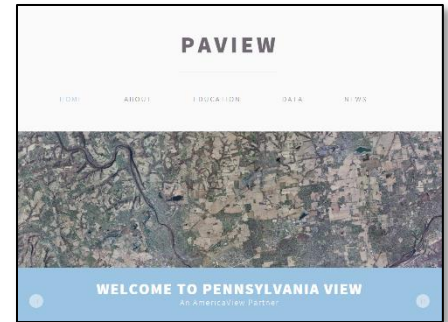 PAVIEW
HOME ABOUT EDUCATION DATA NEWS
WELCOME TO PENNSYLVANIA VIEW
An AmericaView Partner